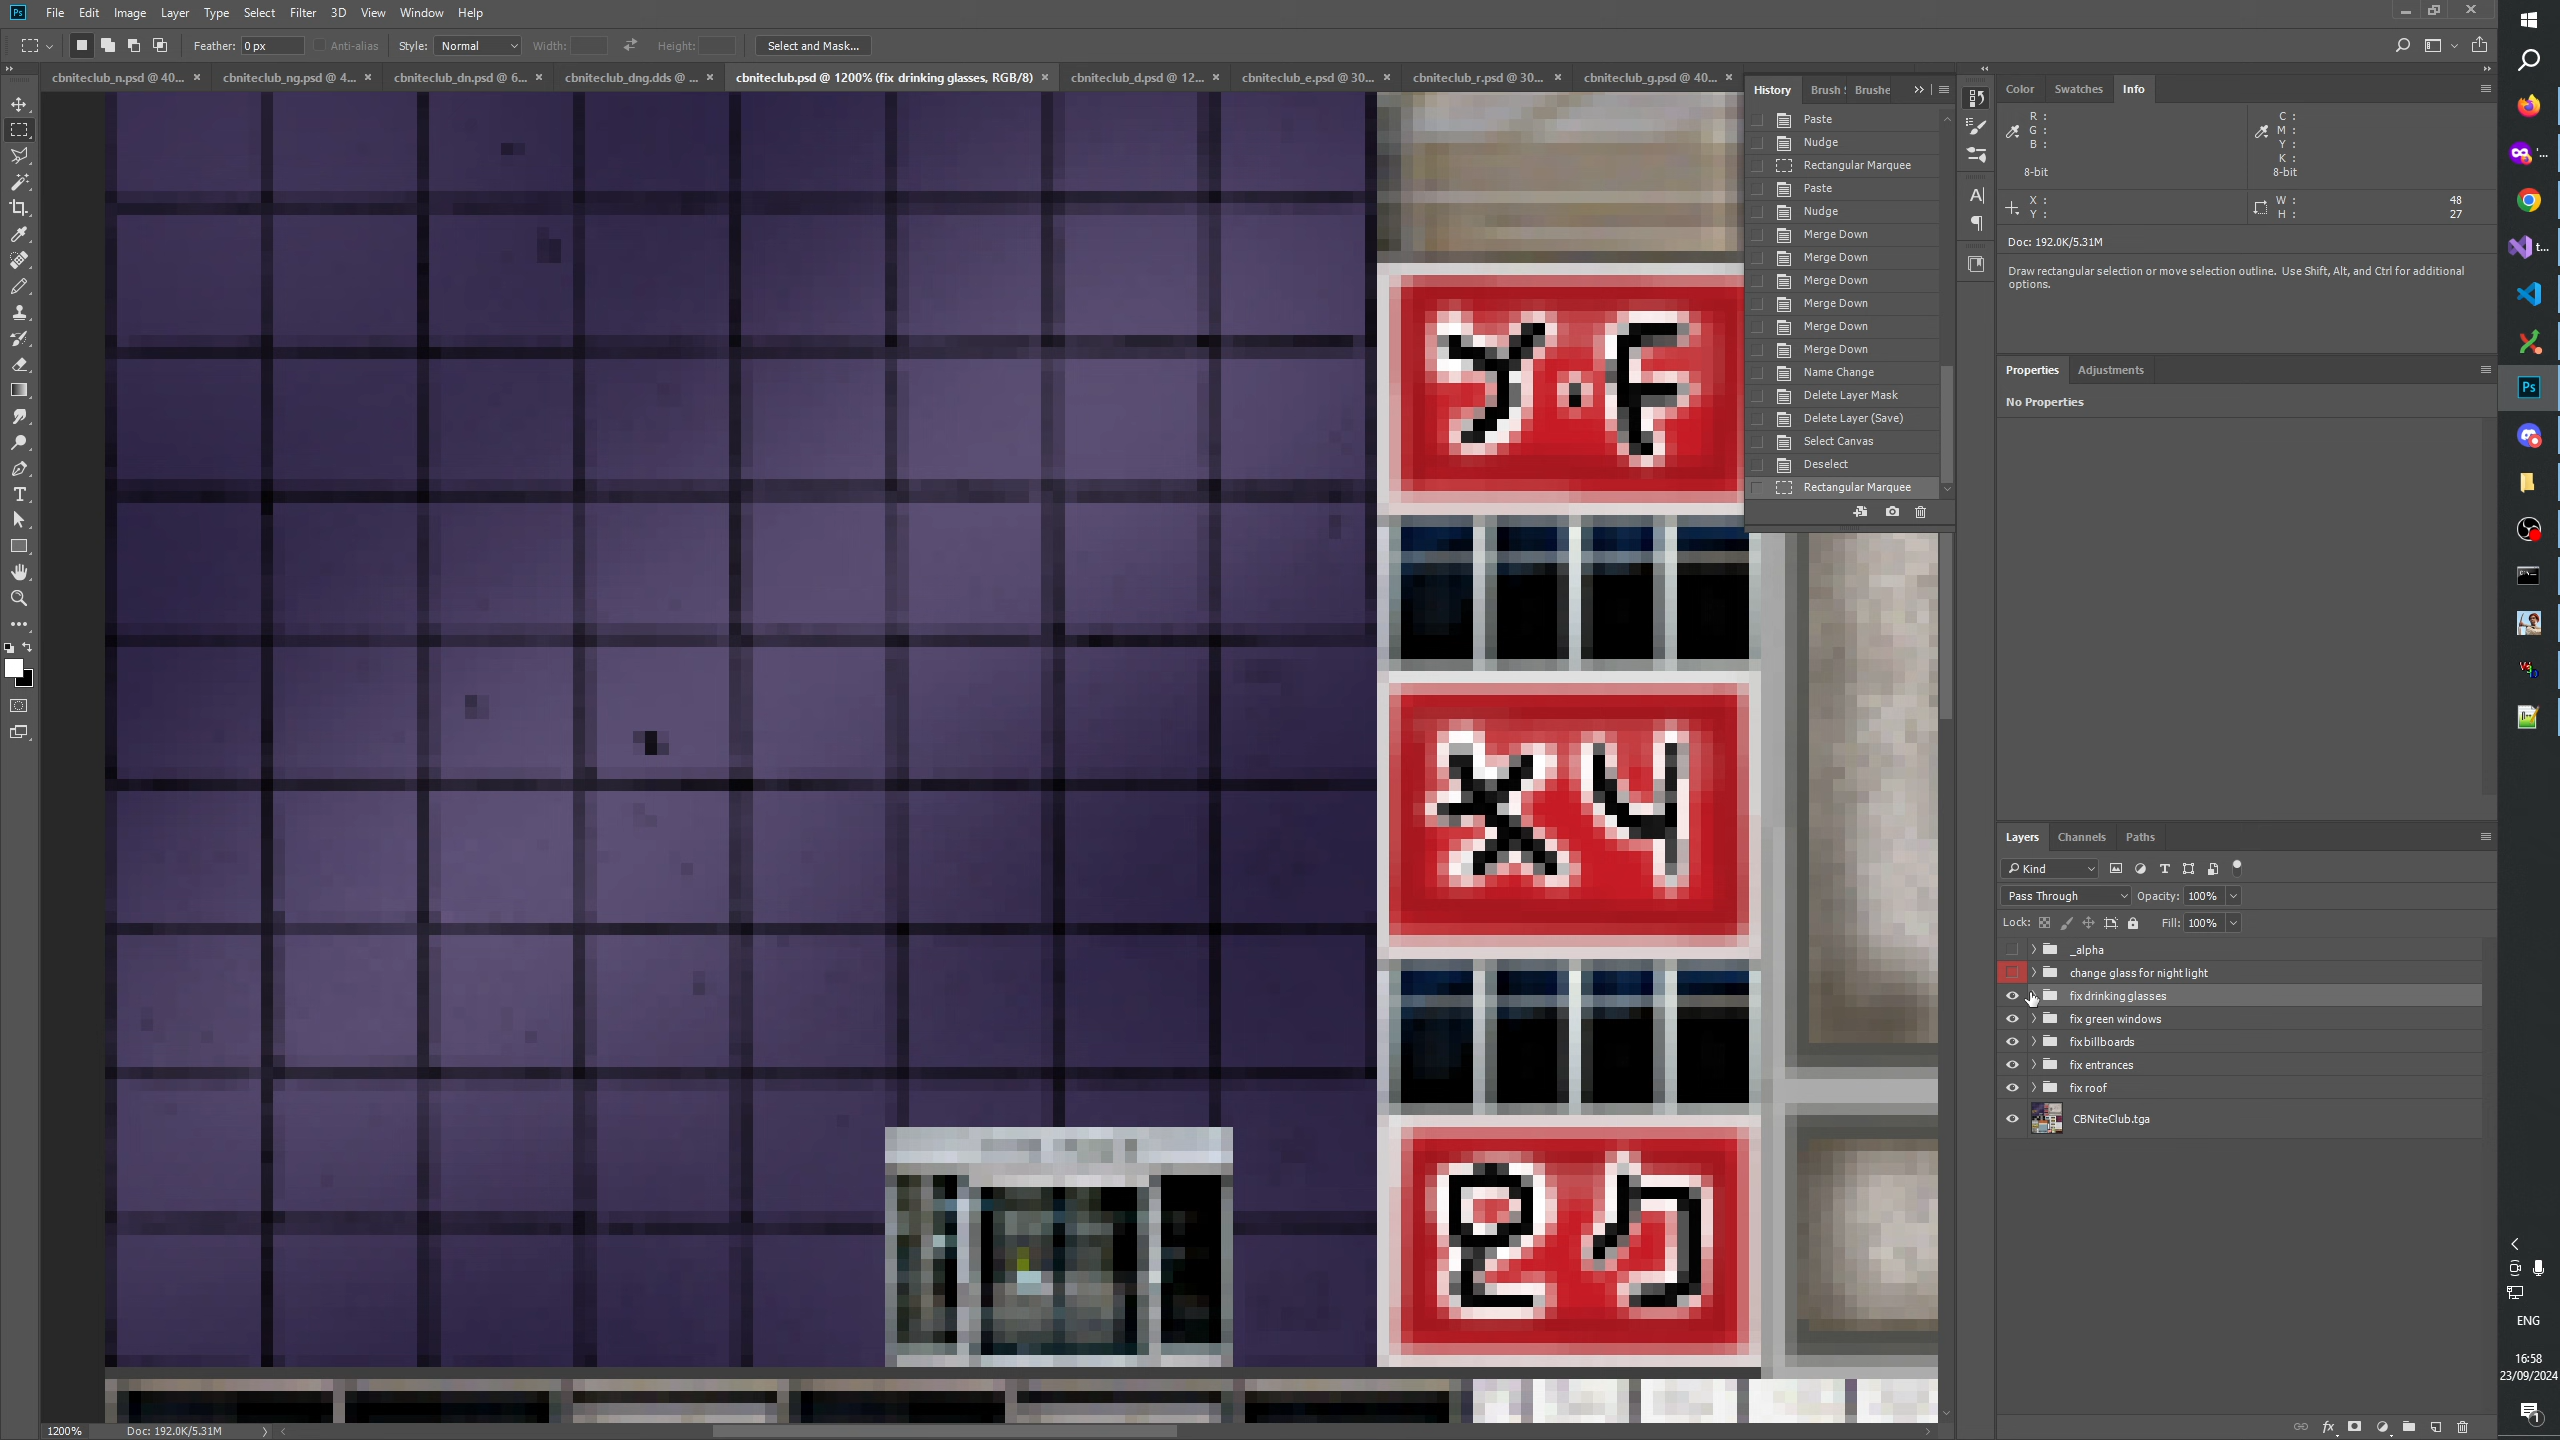 Ps File Edit Image Layer Type Select Filter 3D View Window Help
Feather: 0 px Anti-alias Style: Normal Width: Height: Select and Mask...
cbniteclub_n.psd @ 40... × cbniteclub_ng.psd @ 4... × cbniteclub_dn.psd @ 6... × cbniteclub_dng.dds @ ... × cbniteclub.psd @ 1200% (fix drinking glasses, RGB/8) × cbniteclub_d.psd @ 12... × cbniteclub_e.psd @ 30... × cbniteclub_r.psd @ 30... × cbniteclub_g.psd @ 40... ×
History Brush Brushe
Paste
Nudge
Rectangular Marquee
Paste
Nudge
Merge Down
Merge Down
Merge Down
Merge Down
Merge Down
Merge Down
Name Change
Delete Layer Mask
Delete Layer (Save)
Select Canvas
Deselect
Rectangular Marquee
Color Swatches Info
R : C :
G : M :
B : Y :
K :
8-bit 8-bit
X : W : 48
Y : H : 27
Doc: 192.0K/5.31M
Draw rectangular selection or move selection outline. Use Shift, Alt, and Ctrl for additional
options.
Properties Adjustments
No Properties
Layers Channels Paths
Kind
Pass Through Opacity: 100%
Lock: Fill: 100%
_alpha
change glass for night light
fix drinking glasses
fix green windows
fix billboards
fix entrances
fix roof
CBNiteClub.tga
1200% Doc: 192.0K/5.31M
Ps
ENG
16:58
23/09/2024
1